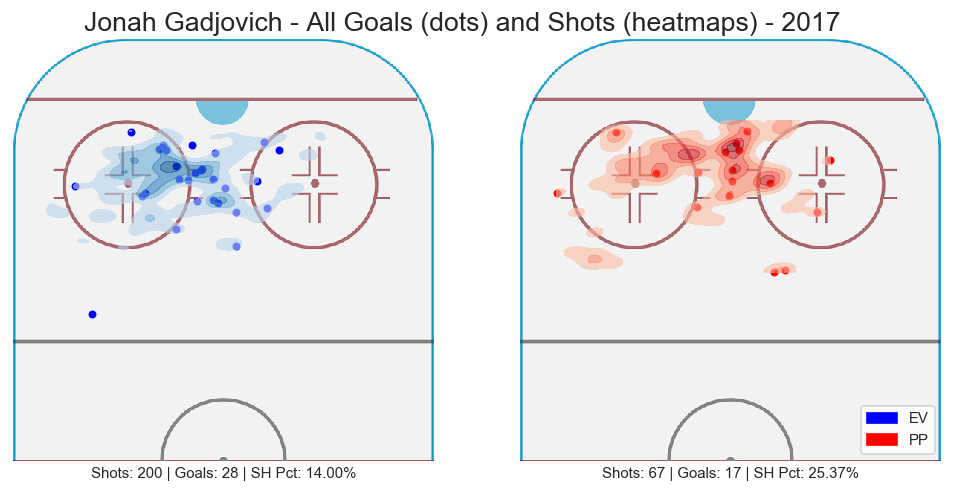 Jonah Gadjovich - All Goals (dots) and Shots (heatmaps) - 2017
EV
PP
Shots: 200 | Goals: 28 | SH Pct: 14.00%
Shots: 67 | Goals: 17 | SH Pct: 25.37%